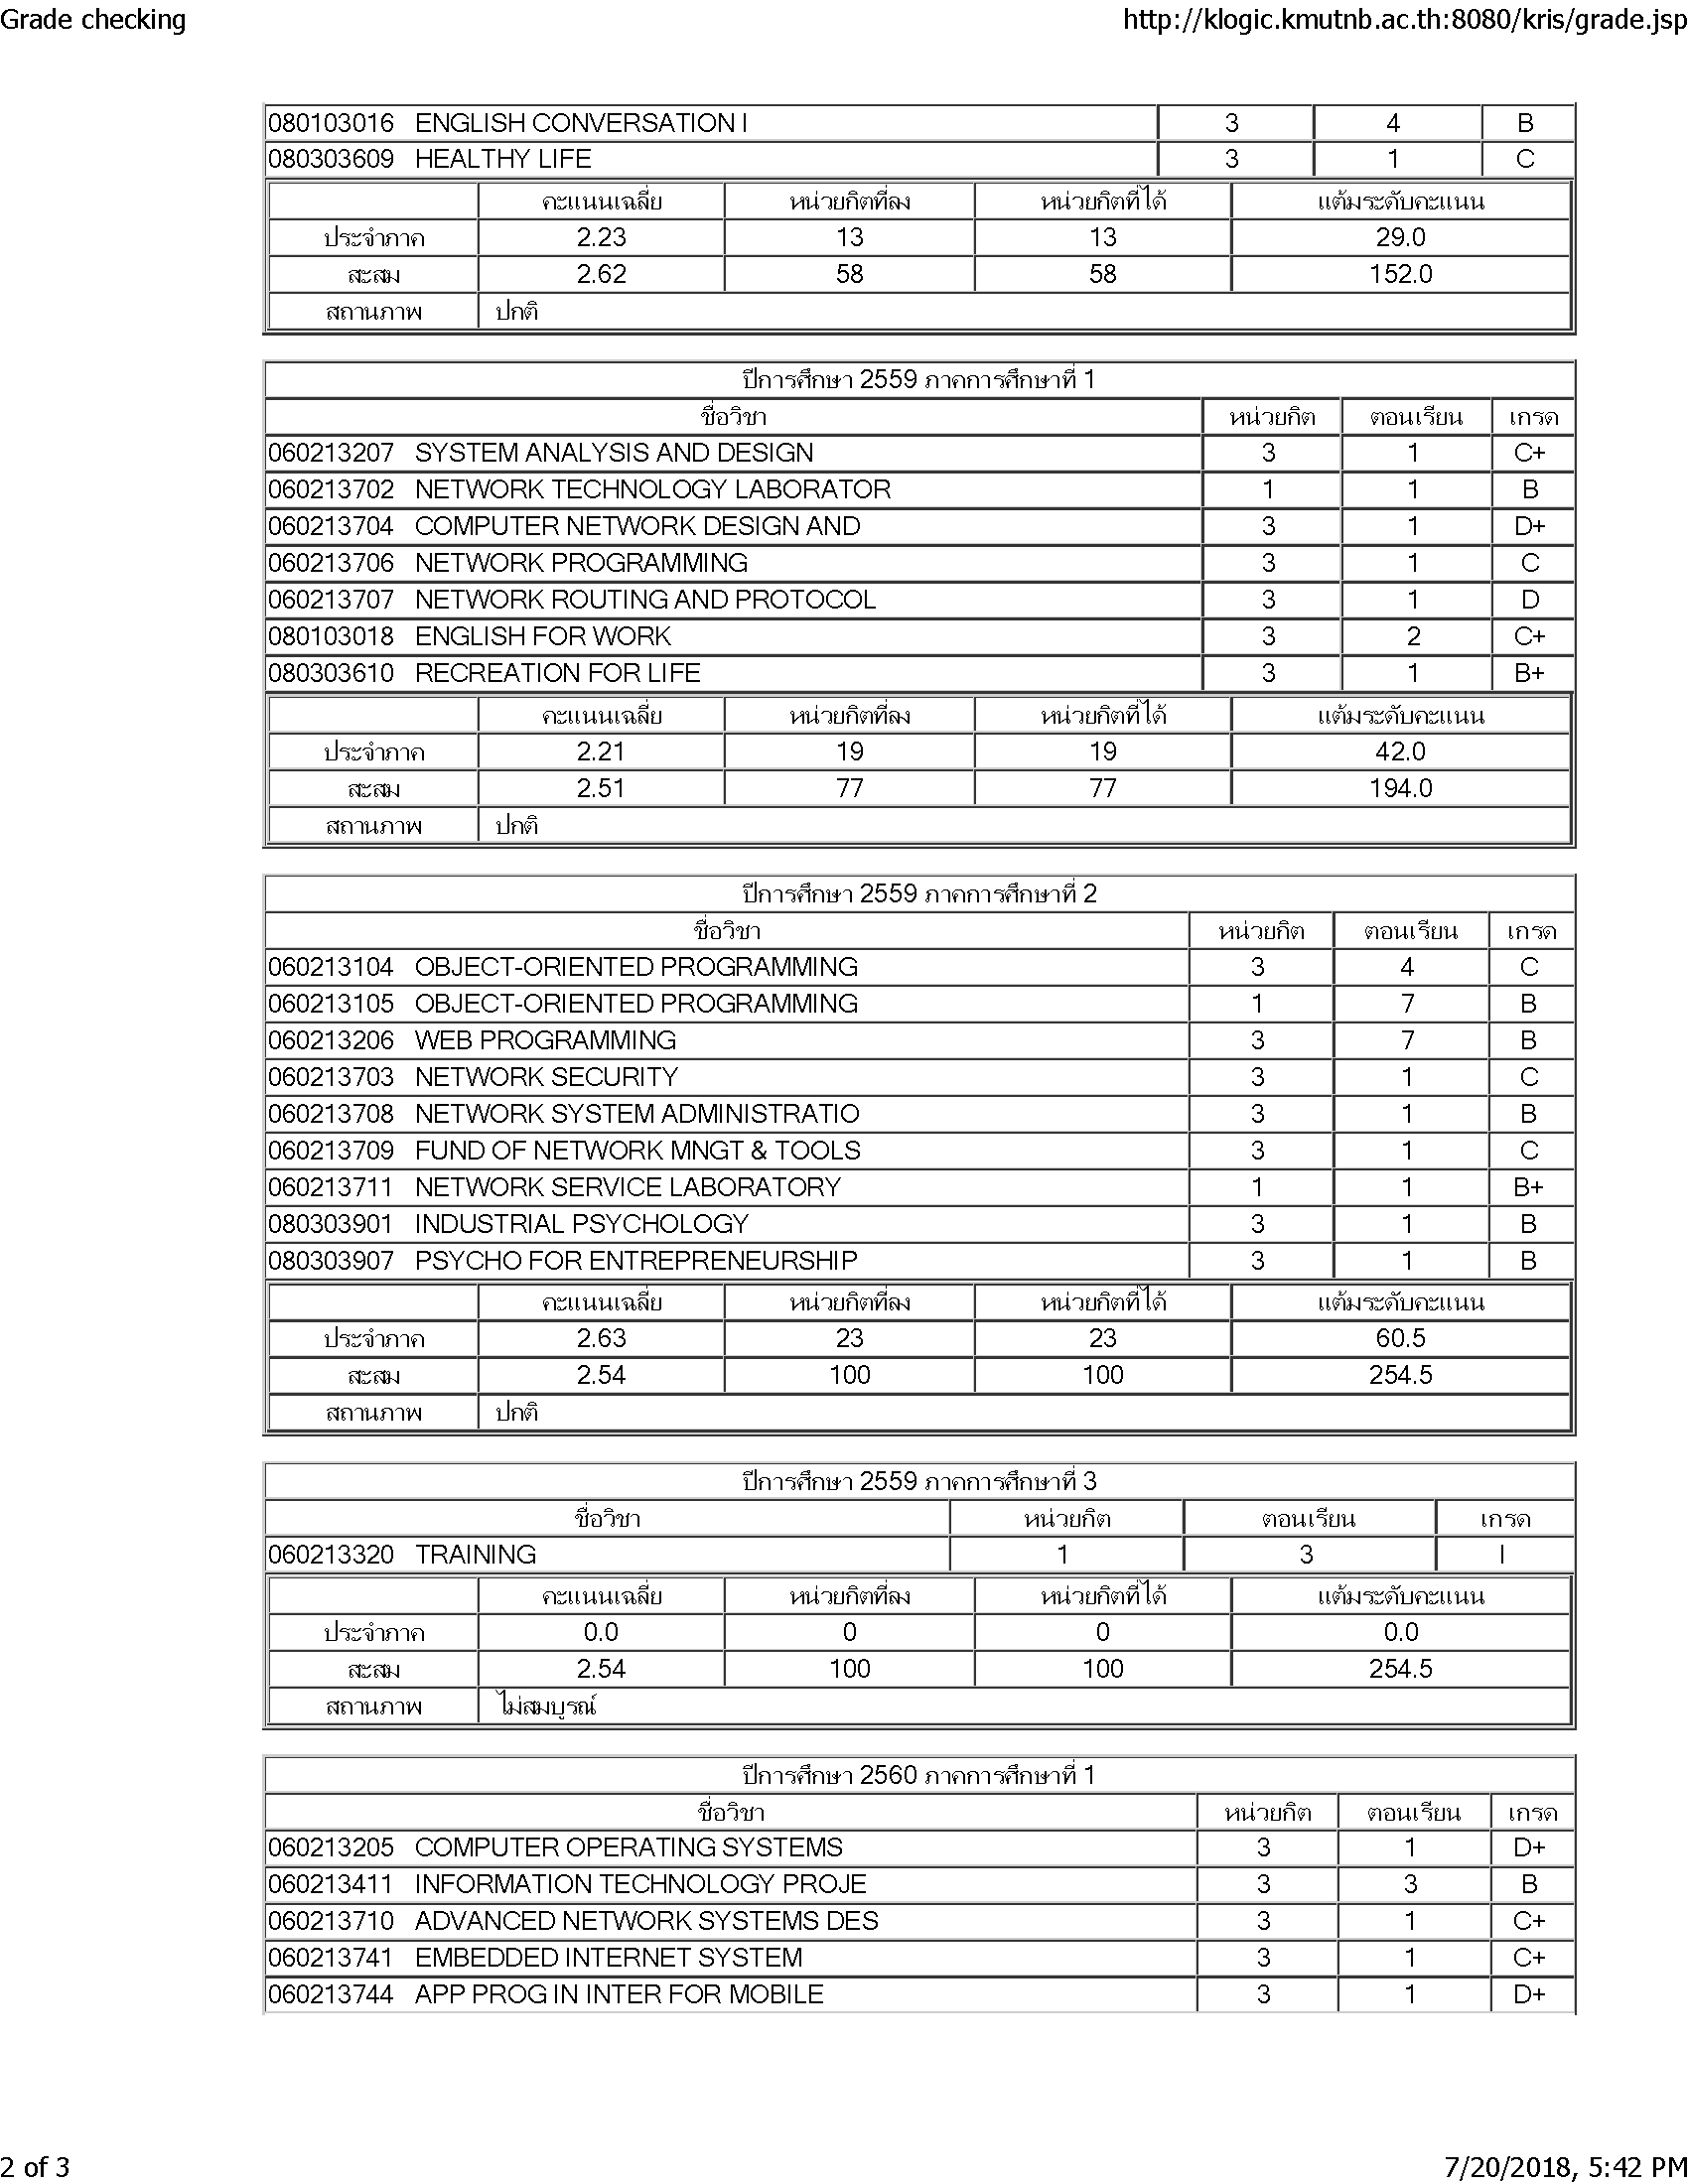 Grade checking http://klogic.kmutnb.ac.th:8080/kris/grade.jsp
080103016 ENGLISH CONVERSATION I 3 4 B
080303609 HEALTHY LIFE 3 1 C
คะแนนเฉลี่ย หน่วยกิตที่ลง หน่วยกิตที่ได้ แต้มระดับคะแนน
ประจำภาค 2.23 13 13 29.0
สะสม 2.62 58 58 152.0
สถานภาพ ปกติ
ปีการศึกษา 2559 ภาคการศึกษาที่ 1
ชื่อวิชา หน่วยกิต ตอนเรียน เกรด
060213207 SYSTEM ANALYSIS AND DESIGN 3 1 C+
060213702 NETWORK TECHNOLOGY LABORATOR 1 1 B
060213704 COMPUTER NETWORK DESIGN AND 3 1 D+
060213706 NETWORK PROGRAMMING 3 1 C
060213707 NETWORK ROUTING AND PROTOCOL 3 1 D
080103018 ENGLISH FOR WORK 3 2 C+
080303610 RECREATION FOR LIFE 3 1 B+
คะแนนเฉลี่ย หน่วยกิตที่ลง หน่วยกิตที่ได้ แต้มระดับคะแนน
ประจำภาค 2.21 19 19 42.0
สะสม 2.51 77 77 194.0
สถานภาพ ปกติ
ปีการศึกษา 2559 ภาคการศึกษาที่ 2
ชื่อวิชา หน่วยกิต ตอนเรียน เกรด
060213104 OBJECT-ORIENTED PROGRAMMING 3 4 C
060213105 OBJECT-ORIENTED PROGRAMMING 1 7 B
060213206 WEB PROGRAMMING 3 7 B
060213703 NETWORK SECURITY 3 1 C
060213708 NETWORK SYSTEM ADMINISTRATIO 3 1 B
060213709 FUND OF NETWORK MNGT & TOOLS 3 1 C
060213711 NETWORK SERVICE LABORATORY 1 1 B+
080303901 INDUSTRIAL PSYCHOLOGY 3 1 B
080303907 PSYCHO FOR ENTREPRENEURSHIP 3 1 B
คะแนนเฉลี่ย หน่วยกิตที่ลง หน่วยกิตที่ได้ แต้มระดับคะแนน
ประจำภาค 2.63 23 23 60.5
สะสม 2.54 100 100 254.5
สถานภาพ ปกติ
ปีการศึกษา 2559 ภาคการศึกษาที่ 3
ชื่อวิชา หน่วยกิต ตอนเรียน เกรด
060213320 TRAINING 1 3 I
คะแนนเฉลี่ย หน่วยกิตที่ลง หน่วยกิตที่ได้ แต้มระดับคะแนน
ประจำภาค 0.0 0 0 0.0
สะสม 2.54 100 100 254.5
สถานภาพ ไม่สมบูรณ์
ปีการศึกษา 2560 ภาคการศึกษาที่ 1
ชื่อวิชา หน่วยกิต ตอนเรียน เกรด
060213205 COMPUTER OPERATING SYSTEMS 3 1 D+
060213411 INFORMATION TECHNOLOGY PROJE 3 3 B
060213710 ADVANCED NETWORK SYSTEMS DES 3 1 C+
060213741 EMBEDDED INTERNET SYSTEM 3 1 C+
060213744 APP PROG IN INTER FOR MOBILE 3 1 D+
2 of 3 7/20/2018, 5:42 PM